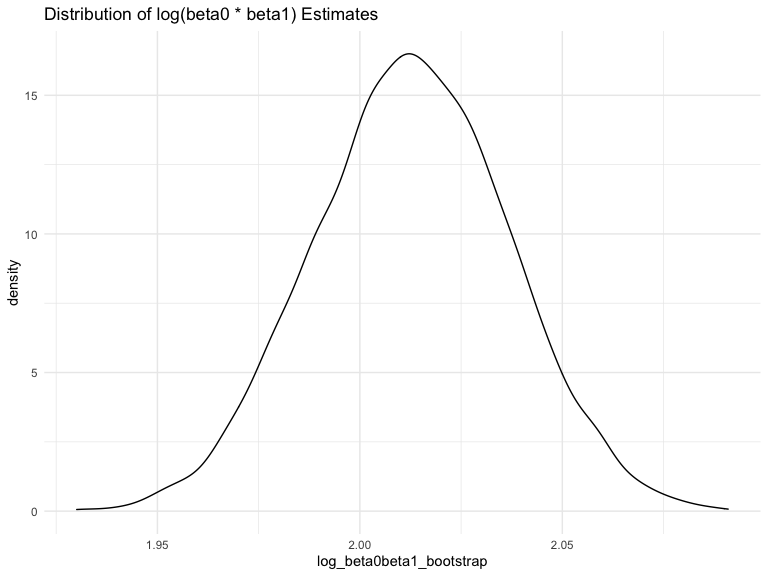 Distribution of log(beta0 * beta1) Estimates
15
10
5
0
density
1.95
2.00
2.05
log_beta0beta1_bootstrap